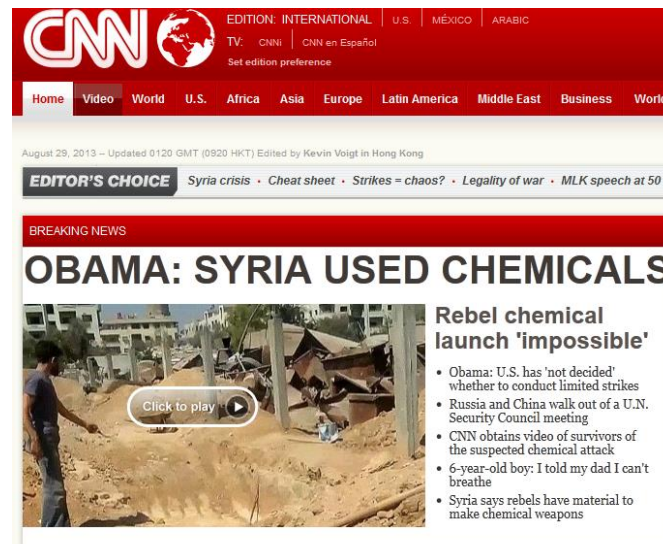 CNN
EDITION: INTERNATIONAL U.S. MÉXICO ARABIC
TV: CNNi CNN en Español
Set edition preference
Home Video World U.S. Africa Asia Europe Latin America Middle East Business World
August 29, 2013 – Updated 0120 GMT (0920 HKT) Edited by Kevin Voigt in Hong Kong
EDITOR'S CHOICE Syria crisis • Cheat sheet • Strikes = chaos? • Legality of war • MLK speech at 50
BREAKING NEWS
OBAMA: SYRIA USED CHEMICALS
Click to play
Rebel chemical
launch 'impossible'
• Obama: U.S. has 'not decided'
whether to conduct limited strikes
• Russia and China walk out of a U.N.
Security Council meeting
• CNN obtains video of survivors of
the suspected chemical attack
• 6-year-old boy: I told my dad I can't
breathe
• Syria says rebels have material to
make chemical weapons